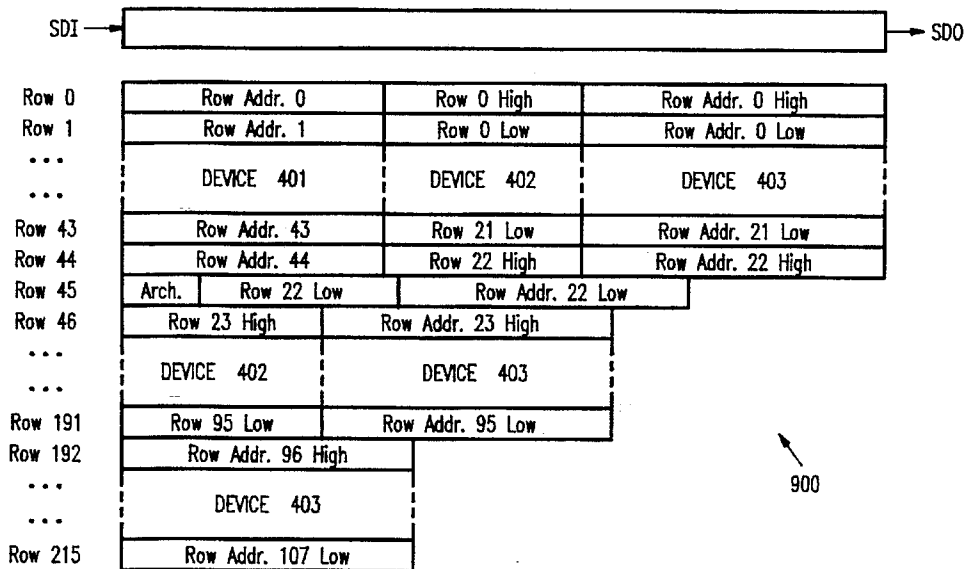 SDI SDO
Row 0 Row Addr. 0 Row 0 High Row Addr. 0 High
Row 1 Row Addr. 1 Row 0 Low Row Addr. 0 Low
...
DEVICE 401 DEVICE 402 DEVICE 403
...
Row 43 Row Addr. 43 Row 21 Low Row Addr. 21 Low
Row 44 Row Addr. 44 Row 22 High Row Addr. 22 High
Row 45 Arch. Row 22 Low Row Addr. 22 Low
Row 46 Row 23 High Row Addr. 23 High
...
DEVICE 402 DEVICE 403
...
Row 191 Row 95 Low Row Addr. 95 Low
Row 192 Row Addr. 96 High
...
900
DEVICE 403
...
Row 215 Row Addr. 107 Low